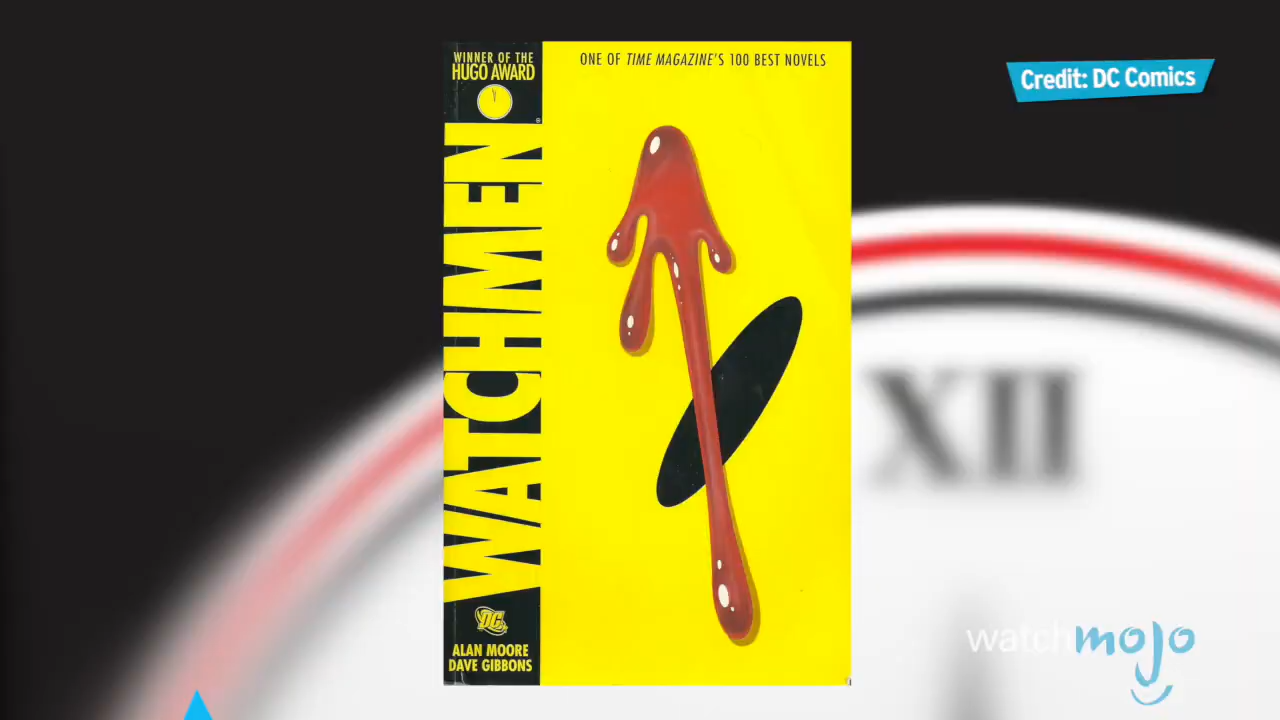 WINNER OF THE
HUGO AWARD
WATCHMEN
DC
ALAN MOORE
DAVE GIBBONS
ONE OF TIME MAGAZINE'S 100 BEST NOVELS
Credit: DC Comics
XII
watchmojo